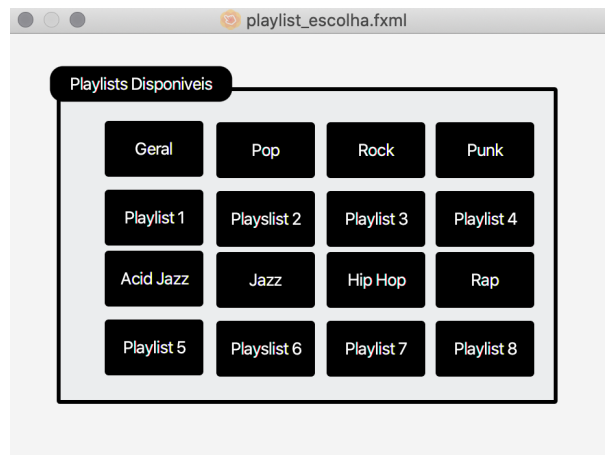 playlist_escolha.fxml
Playlists Disponiveis
Geral Pop Rock Punk
Playlist 1 Playslist 2 Playlist 3 Playlist 4
Acid Jazz Jazz Hip Hop Rap
Playlist 5 Playslist 6 Playlist 7 Playlist 8